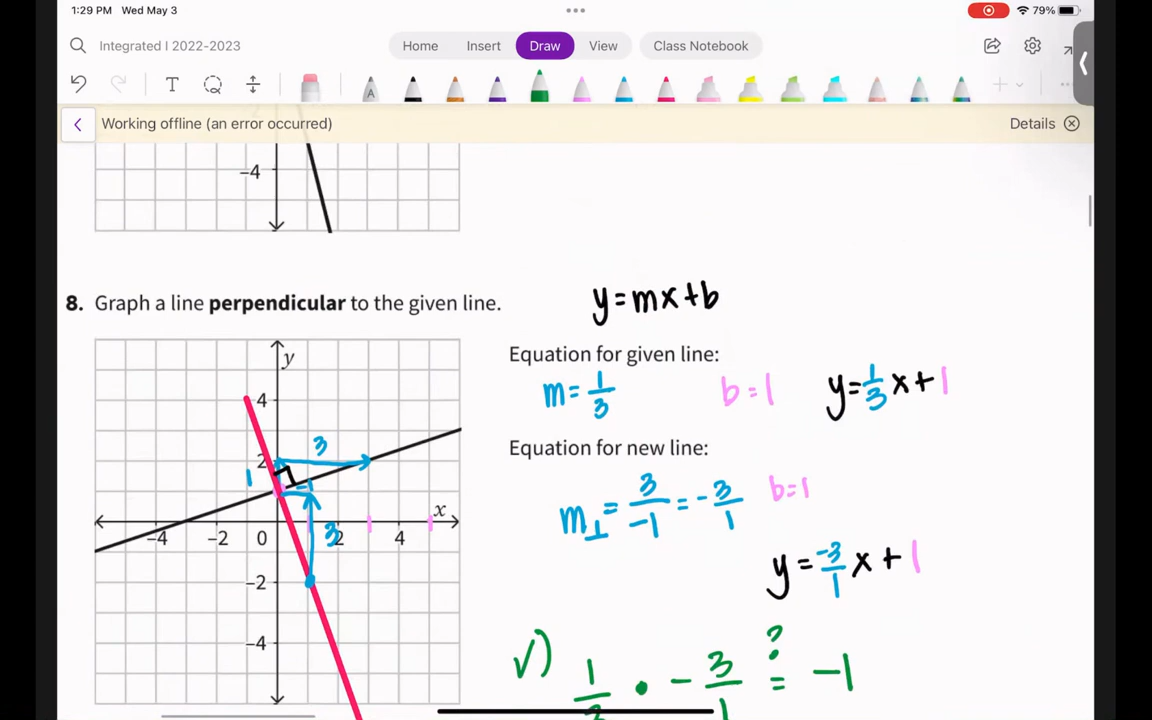 1:29 PM Wed May 3
79%
Integrated I 2022-2023
Home Insert Draw View Class Notebook
T
A
Working offline (an error occurred)
Details
-4
8. Graph a line perpendicular to the given line.
y=mx+b
Equation for given line:
m=1/3 b=1 y=1/3x+1
Equation for new line:
m⊥=3/-1=-3/1 b=1
y=-3/1x+1
√) 1/3 • -3/1 ?= -1
y
4
3
2
1
-1
x
-4 -2 0 2 4
3
-2
-4